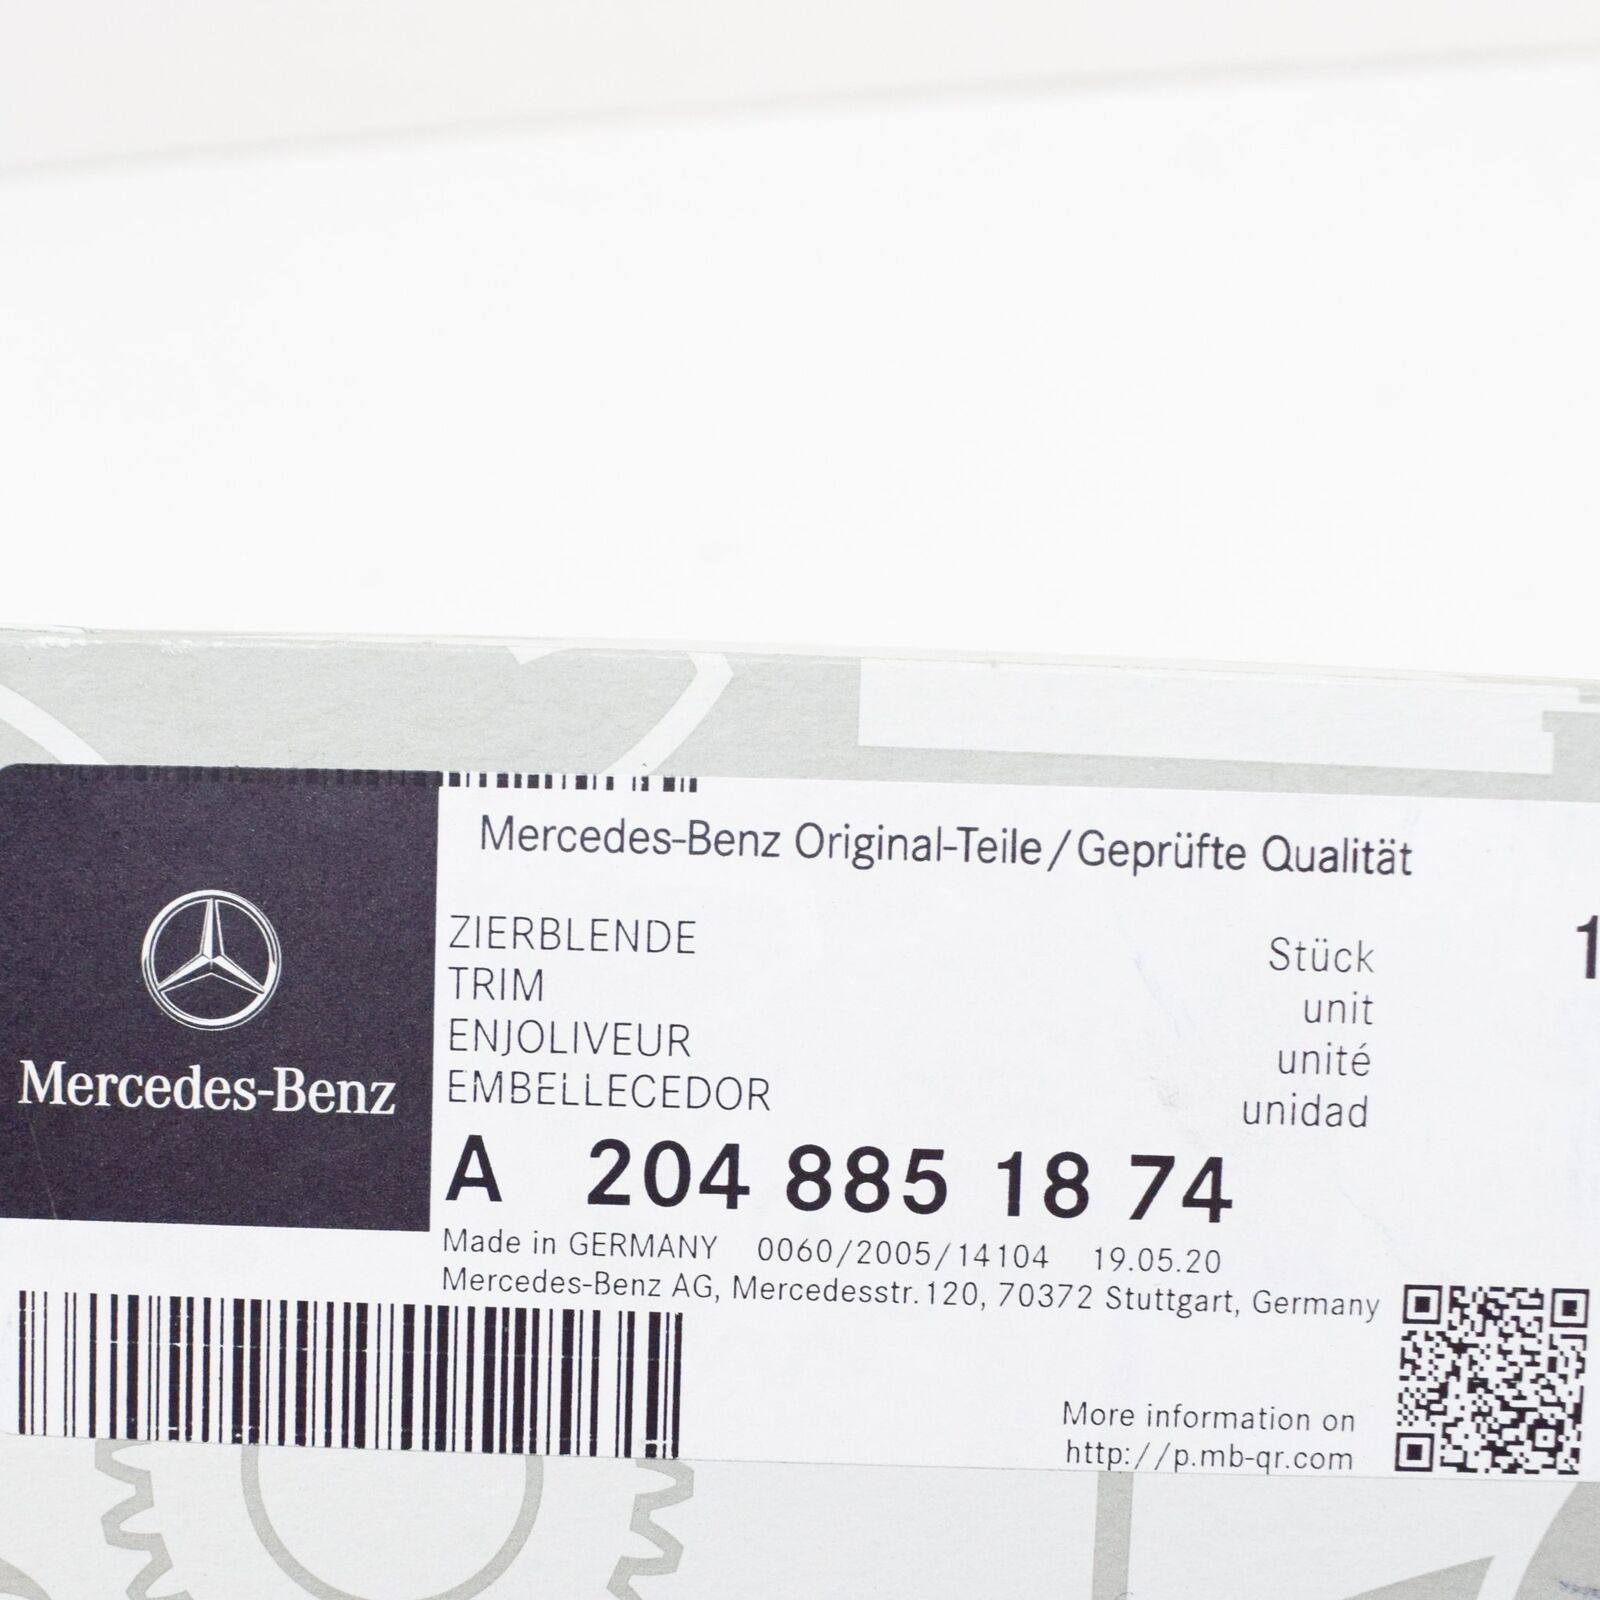 Mercedes-Benz Original-Teile/Geprüfte Qualität
ZIERBLENDE
TRIM
ENJOLIVEUR
EMBELLECEDOR
Stück 1
unit
unité
unidad
Mercedes-Benz
A 204 885 18 74
Made in GERMANY 0060/2005/14104 19.05.20
Mercedes-Benz AG, Mercedesstr.120, 70372 Stuttgart, Germany
More information on
http://p.mb-qr.com